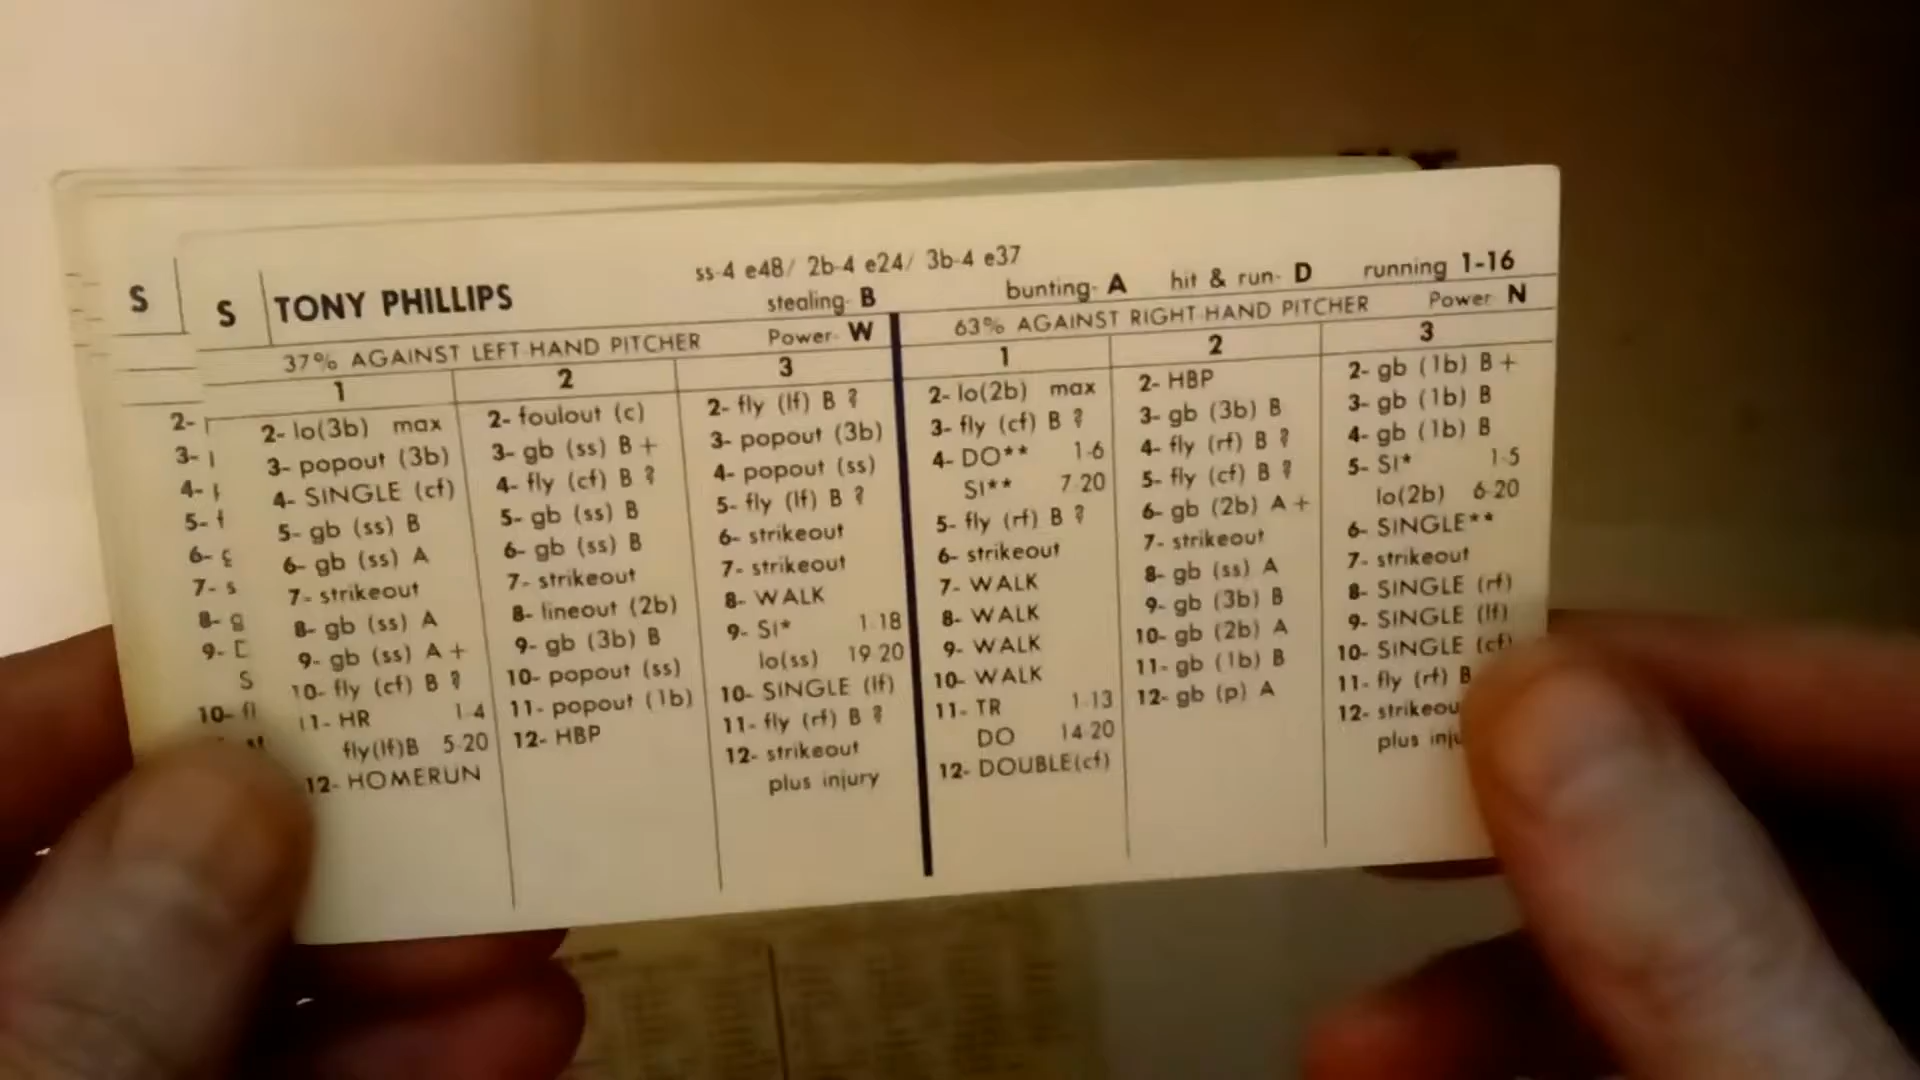 S
S TONY PHILLIPS
ss-4 e48/ 2b-4 e24/ 3b-4 e37
stealing- B bunting- A hit & run- D running 1-16
37% AGAINST LEFT HAND PITCHER Power- W
1
2- lo(3b) max
3- popout (3b)
4- SINGLE (cf)
5- gb (ss) B
6- gb (ss) A
7- strikeout
8- gb (ss) A
9- gb (ss) A+
10- fly (cf) B ?
11- HR 1-4
fly(lf)B 5-20
12- HOMERUN
2
2- foulout (c)
3- gb (ss) B+
4- fly (cf) B ?
5- gb (ss) B
6- gb (ss) B
7- strikeout
8- lineout (2b)
9- gb (3b) B
10- popout (ss)
11- popout (1b)
12- HBP
3
2- fly (lf) B ?
3- popout (3b)
4- popout (ss)
5- fly (lf) B ?
6- strikeout
7- strikeout
8- WALK
9- SI* 1-18
lo(ss) 19-20
10- SINGLE (lf)
11- fly (rf) B ?
12- strikeout
plus injury
63% AGAINST RIGHT HAND PITCHER Power N
1
2- lo(2b) max
3- fly (cf) B ?
4- DO** 1-6
SI** 7-20
5- fly (rf) B ?
6- strikeout
7- WALK
8- WALK
9- WALK
10- WALK
11- TR 1-13
DO 14-20
12- DOUBLE(cf)
2
2- HBP
3- gb (3b) B
4- fly (rf) B ?
5- fly (cf) B ?
6- gb (2b) A+
7- strikeout
8- gb (ss) A
9- gb (3b) B
10- gb (2b) A
11- gb (1b) B
12- gb (p) A
3
2- gb (1b) B+
3- gb (1b) B
4- gb (1b) B
5- SI* 1-5
lo(2b) 6-20
6- SINGLE**
7- strikeout
8- SINGLE (rf)
9- SINGLE (lf)
10- SINGLE (cf)
11- fly (rf) B
12- strikeou
plus inju
2-
3-
4-
5-
6-
7- s
8- g
9-
S
10- fl